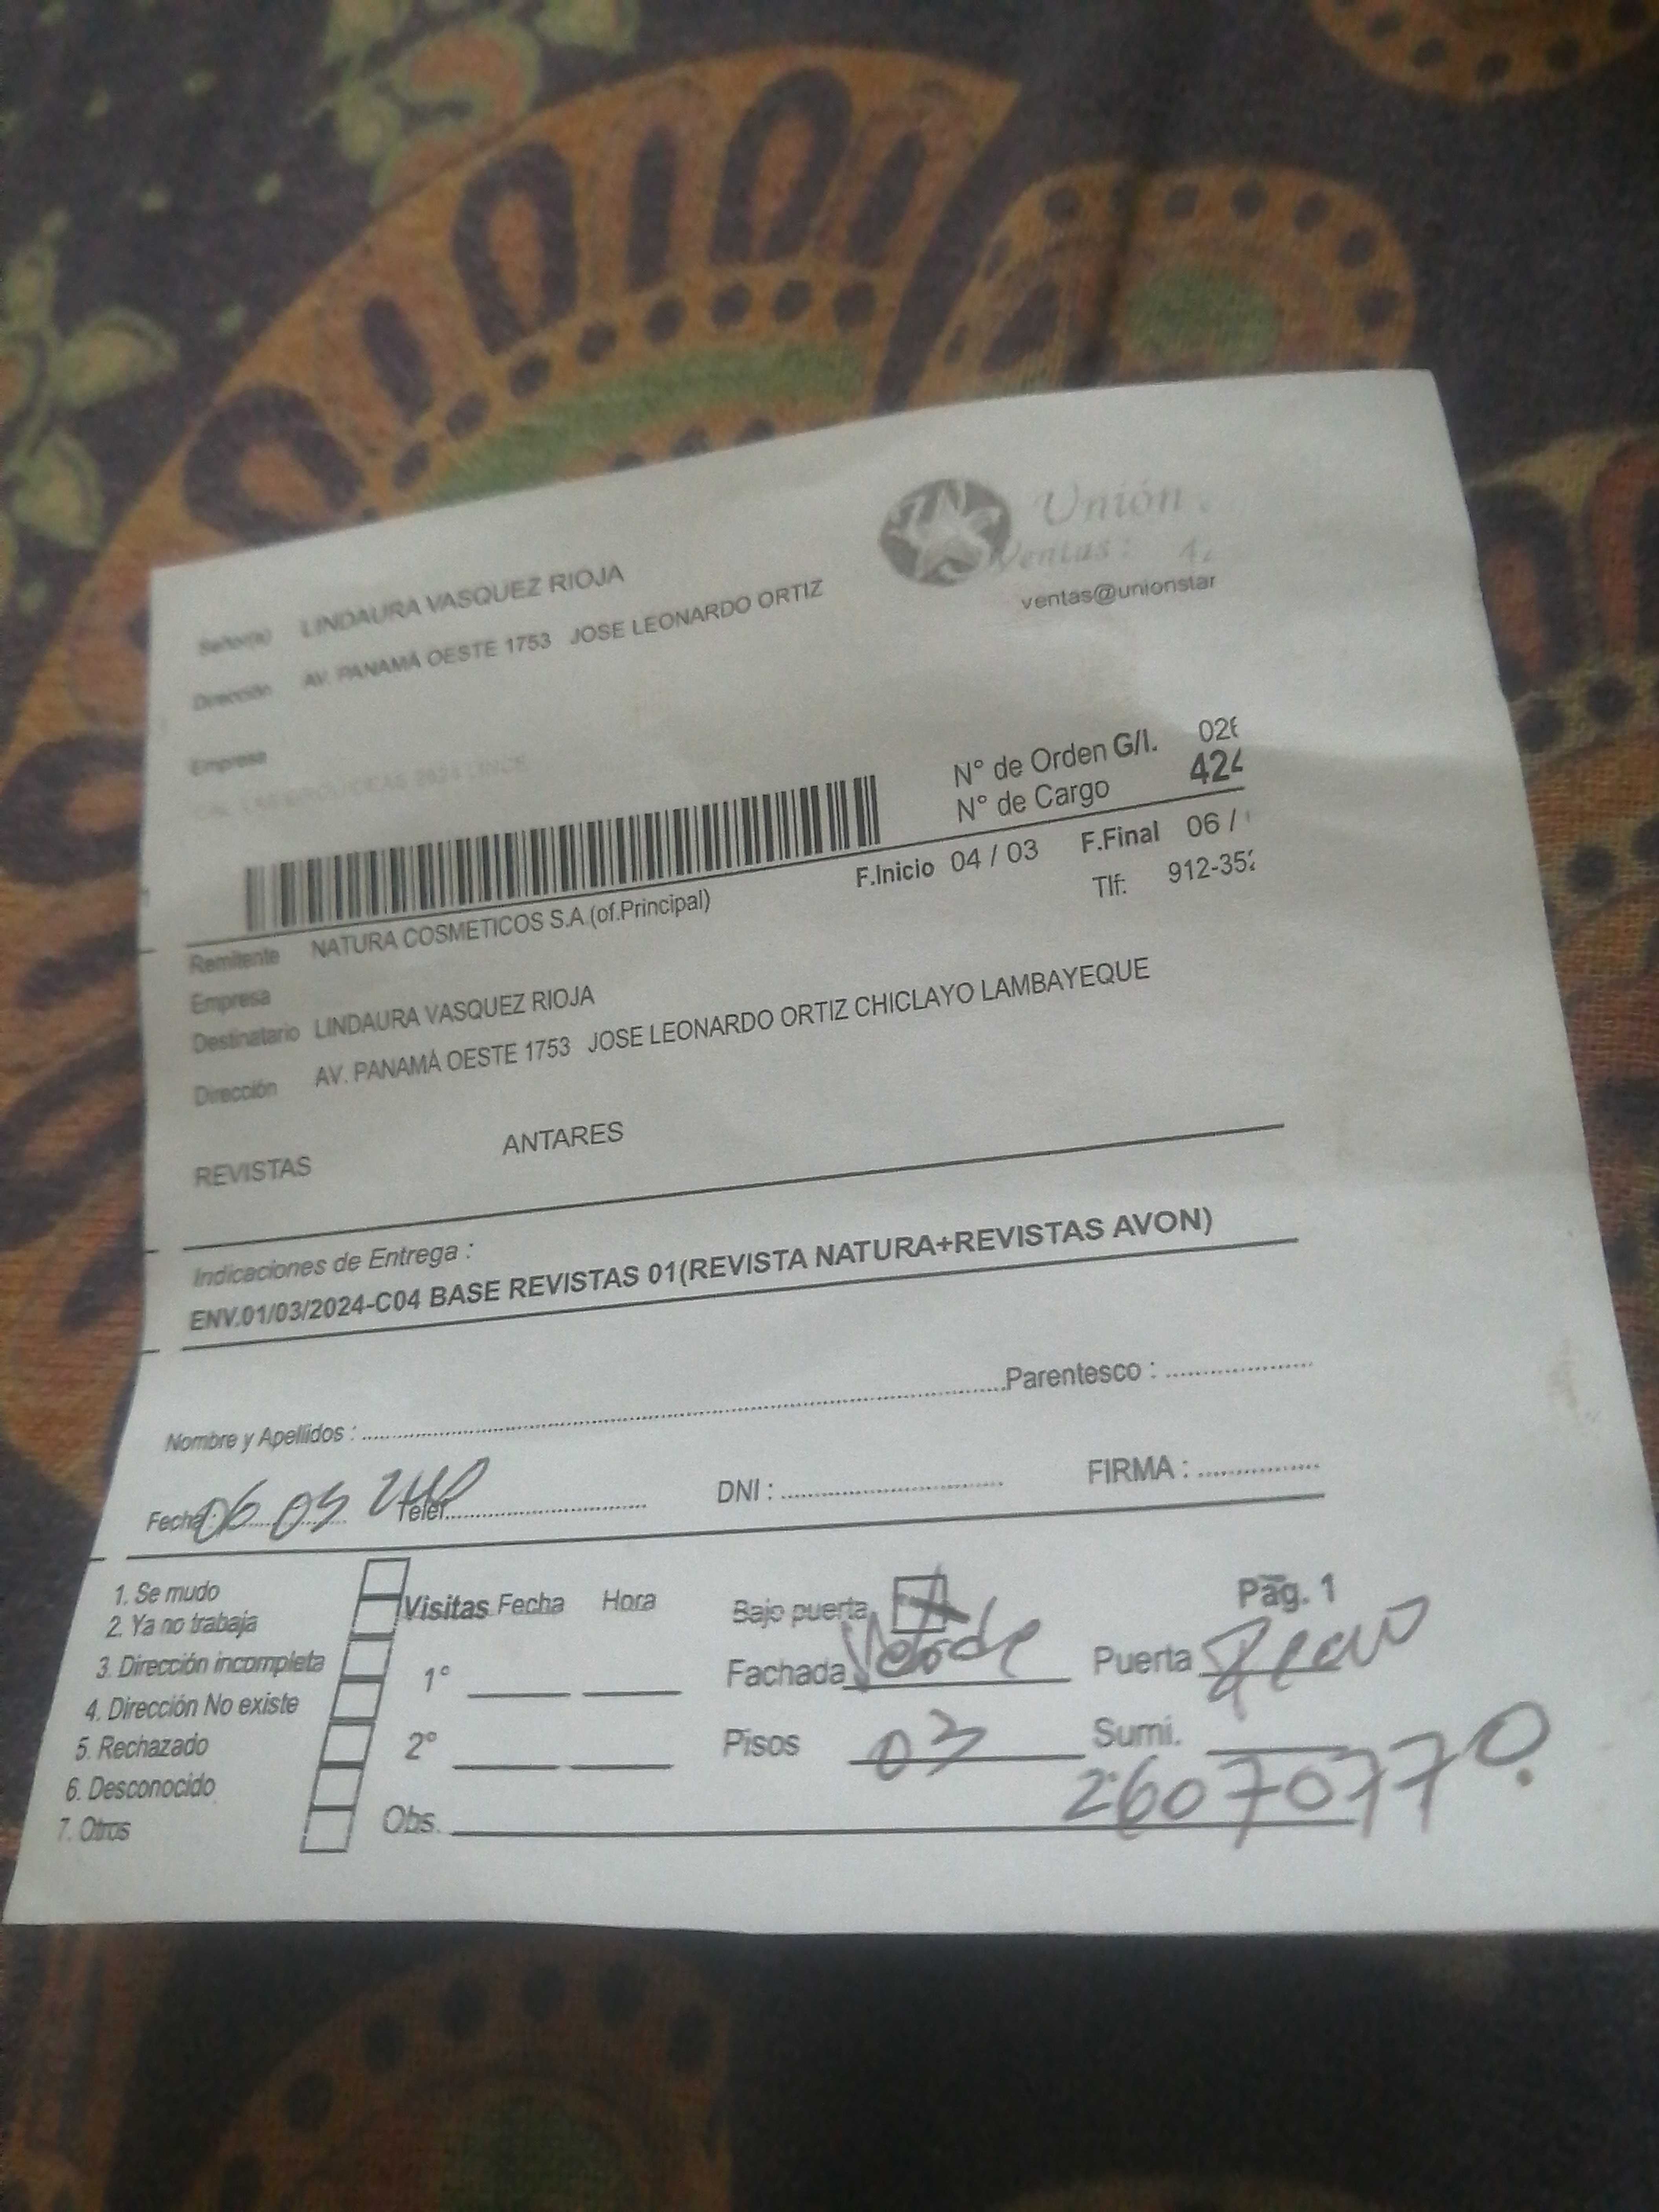 Unión
Ventas:
ventas@unionstar
Señor(a) LINDAURA VASQUEZ RIOJA
Dirección AV. PANAMÁ OESTE 1753 JOSE LEONARDO ORTIZ
Empresa
N° de Orden G/I. 026
N° de Cargo 424
F.Inicio 04 / 03 F.Final 06 /
Tlf: 912-352
Remitente NATURA COSMETICOS S.A.(of.Principal)
Empresa
Destinatario LINDAURA VASQUEZ RIOJA
Dirección AV. PANAMÁ OESTE 1753 JOSE LEONARDO ORTIZ CHICLAYO LAMBAYEQUE
REVISTAS ANTARES
Indicaciones de Entrega :
ENV.01/03/2024-C04 BASE REVISTAS 01(REVISTA NATURA+REVISTAS AVON)
Nombre y Apellidos : Parentesco :
Fecha: 06 03 Telef. DNI : FIRMA :
1. Se mudo
2. Ya no trabaja
3. Dirección incompleta
4. Dirección No existe
5. Rechazado
6. Desconocido
7. Otros
Visitas Fecha Hora
1°
2°
Obs.
Bajo puerta
Pág. 1
Fachada Verde Puerta
Pisos 03 Sumi.
26070770